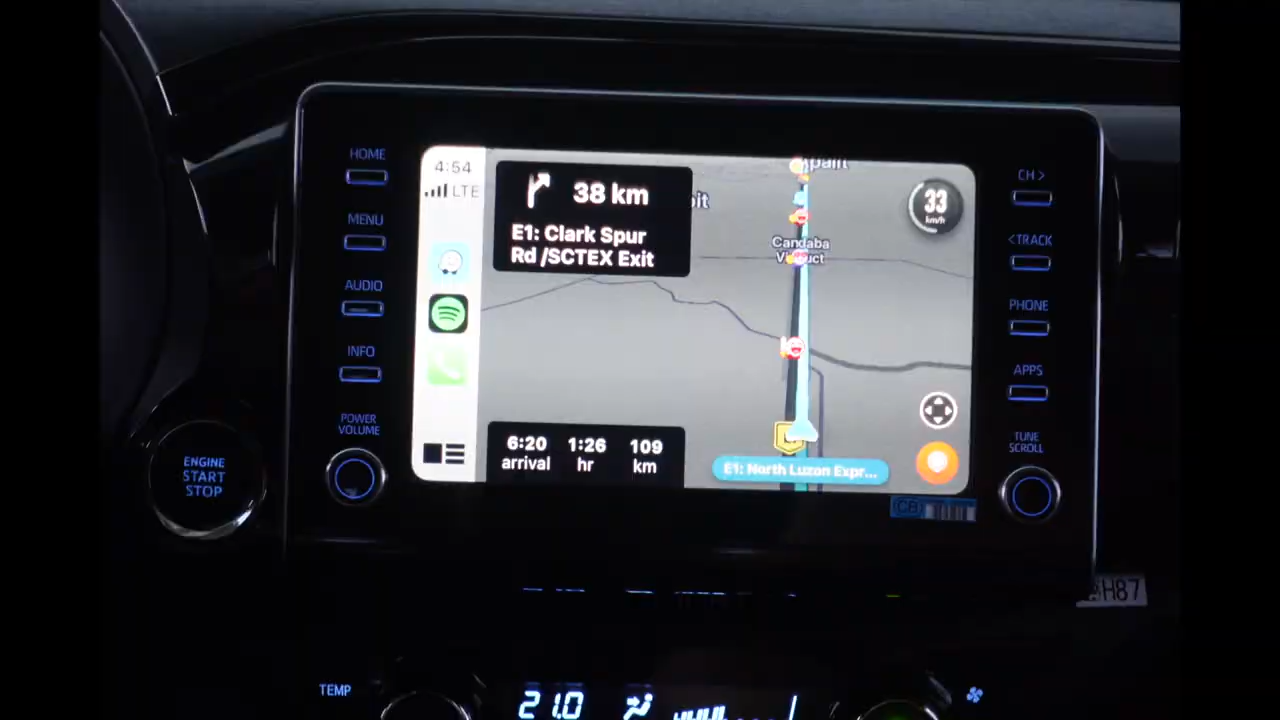 HOME
MENU
AUDIO
INFO
POWER
VOLUME
ENGINE
START
STOP
4:54
LTE
38 km
E1: Clark Spur
Rd /SCTEX Exit
Candaba
33
km/h
6:20 1:26 109
arrival hr km
E1: North Luzon Expr...
CH >
<TRACK
PHONE
APPS
TUNE
SCROLL
H87
TEMP
21.0